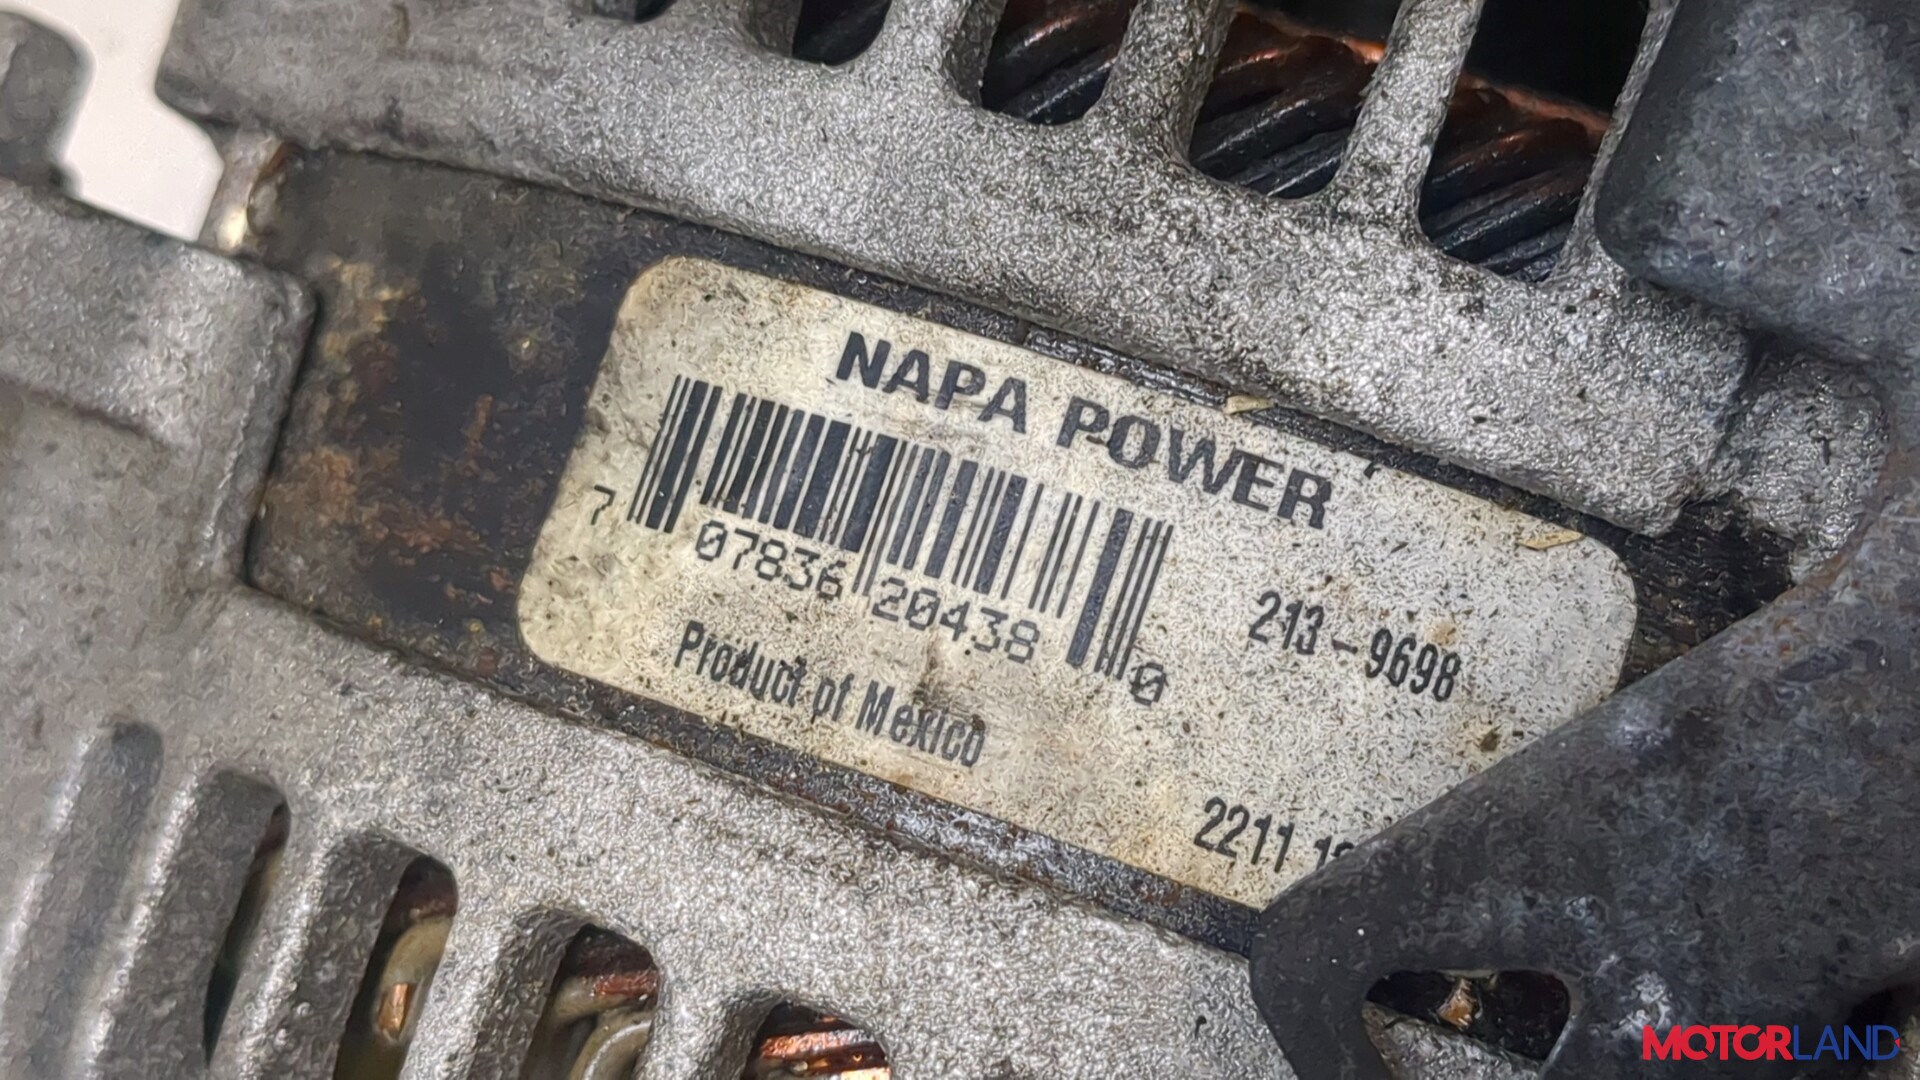 NAPA POWER
7 07836 20438 0
213-9698
Product of Mexico
2211
MOTORLAND